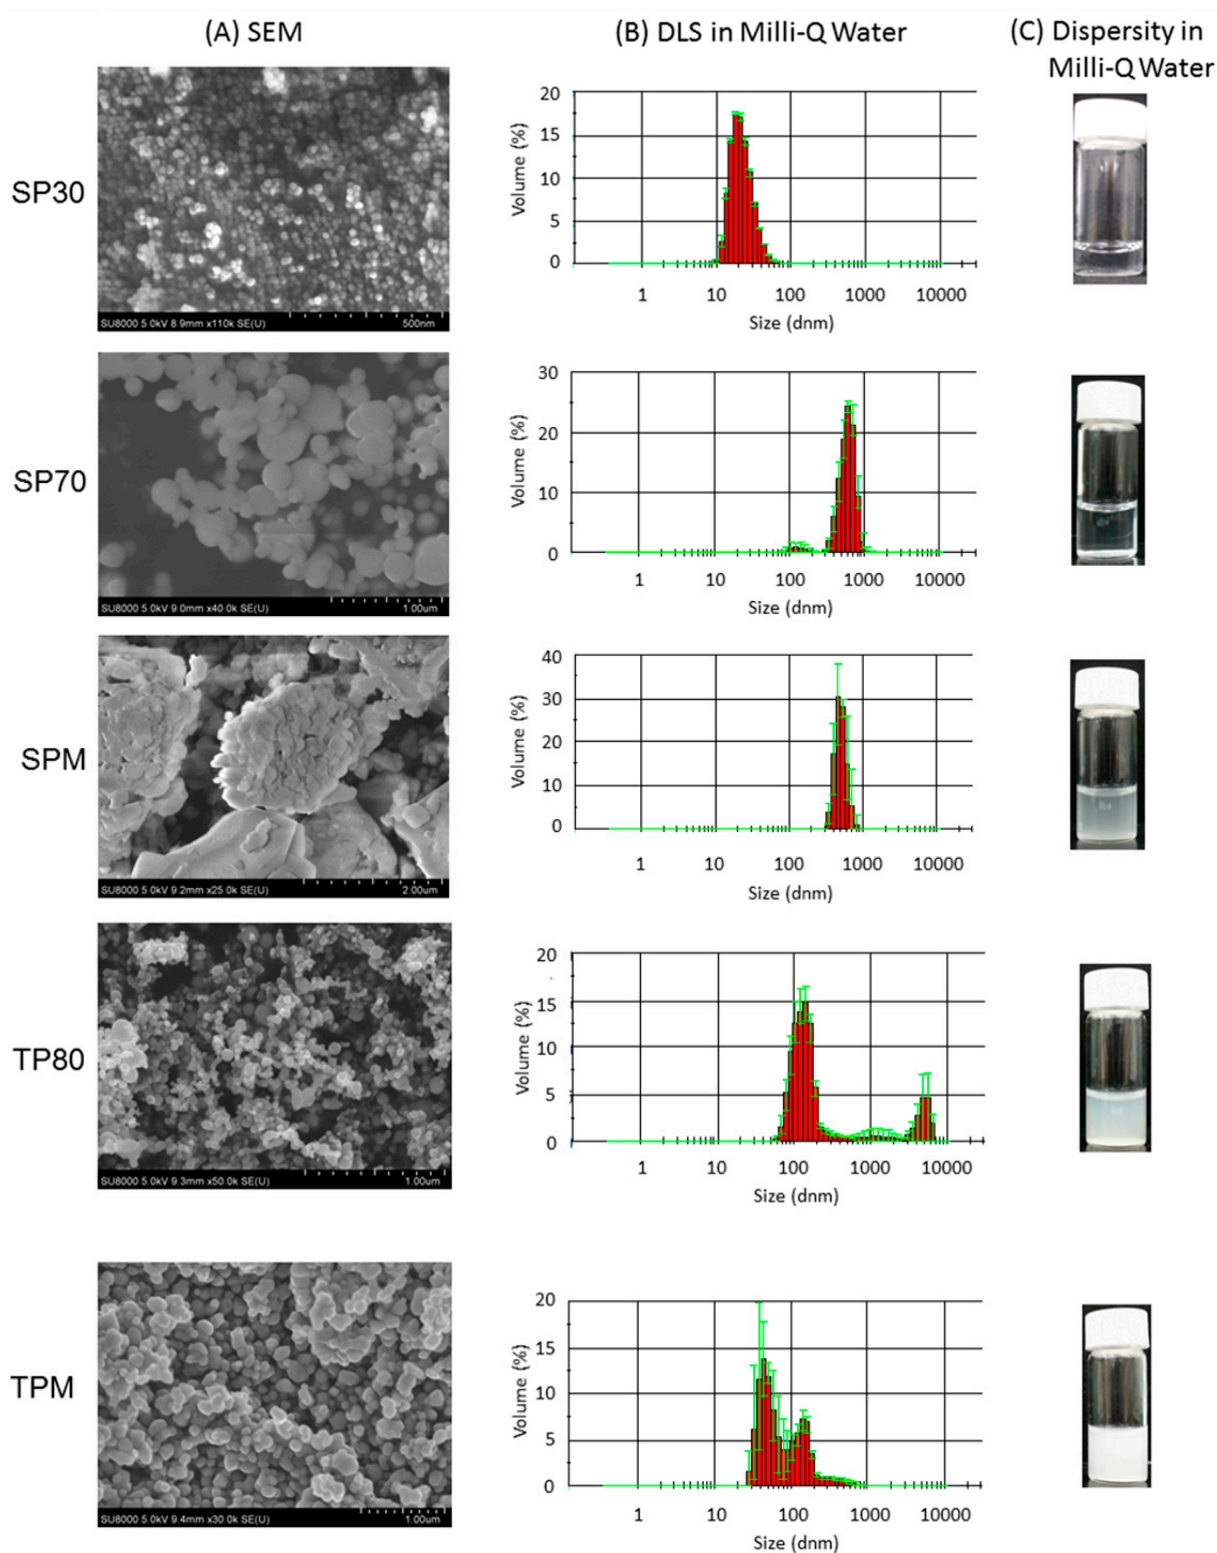 (A) SEM
(B) DLS in Milli-Q Water
(C) Dispersity in
Milli-Q Water
SP30
SU8000 5.0kV 8.9mm x110k SE(U)
500nm
Volume (%)
20
15
10
5
0
1
10
100
1000
10000
Size (dnm)
SP70
SU8000 5.0kV 9.0mm x40.0k SE(U)
1.00um
Volume (%)
30
20
10
0
1
10
100
1000
10000
Size (dnm)
SPM
SU8000 5.0kV 9.2mm x25.0k SE(U)
2.00um
Volume (%)
40
30
20
10
0
1
10
100
1000
10000
Size (dnm)
TP80
SU8000 5.0kV 9.3mm x50.0k SE(U)
1.00um
Volume (%)
20
15
10
5
0
1
10
100
1000
10000
Size (dnm)
TPM
SU8000 5.0kV 9.4mm x30.0k SE(U)
1.00um
Volume (%)
20
15
10
5
0
1
10
100
1000
10000
Size (dnm)